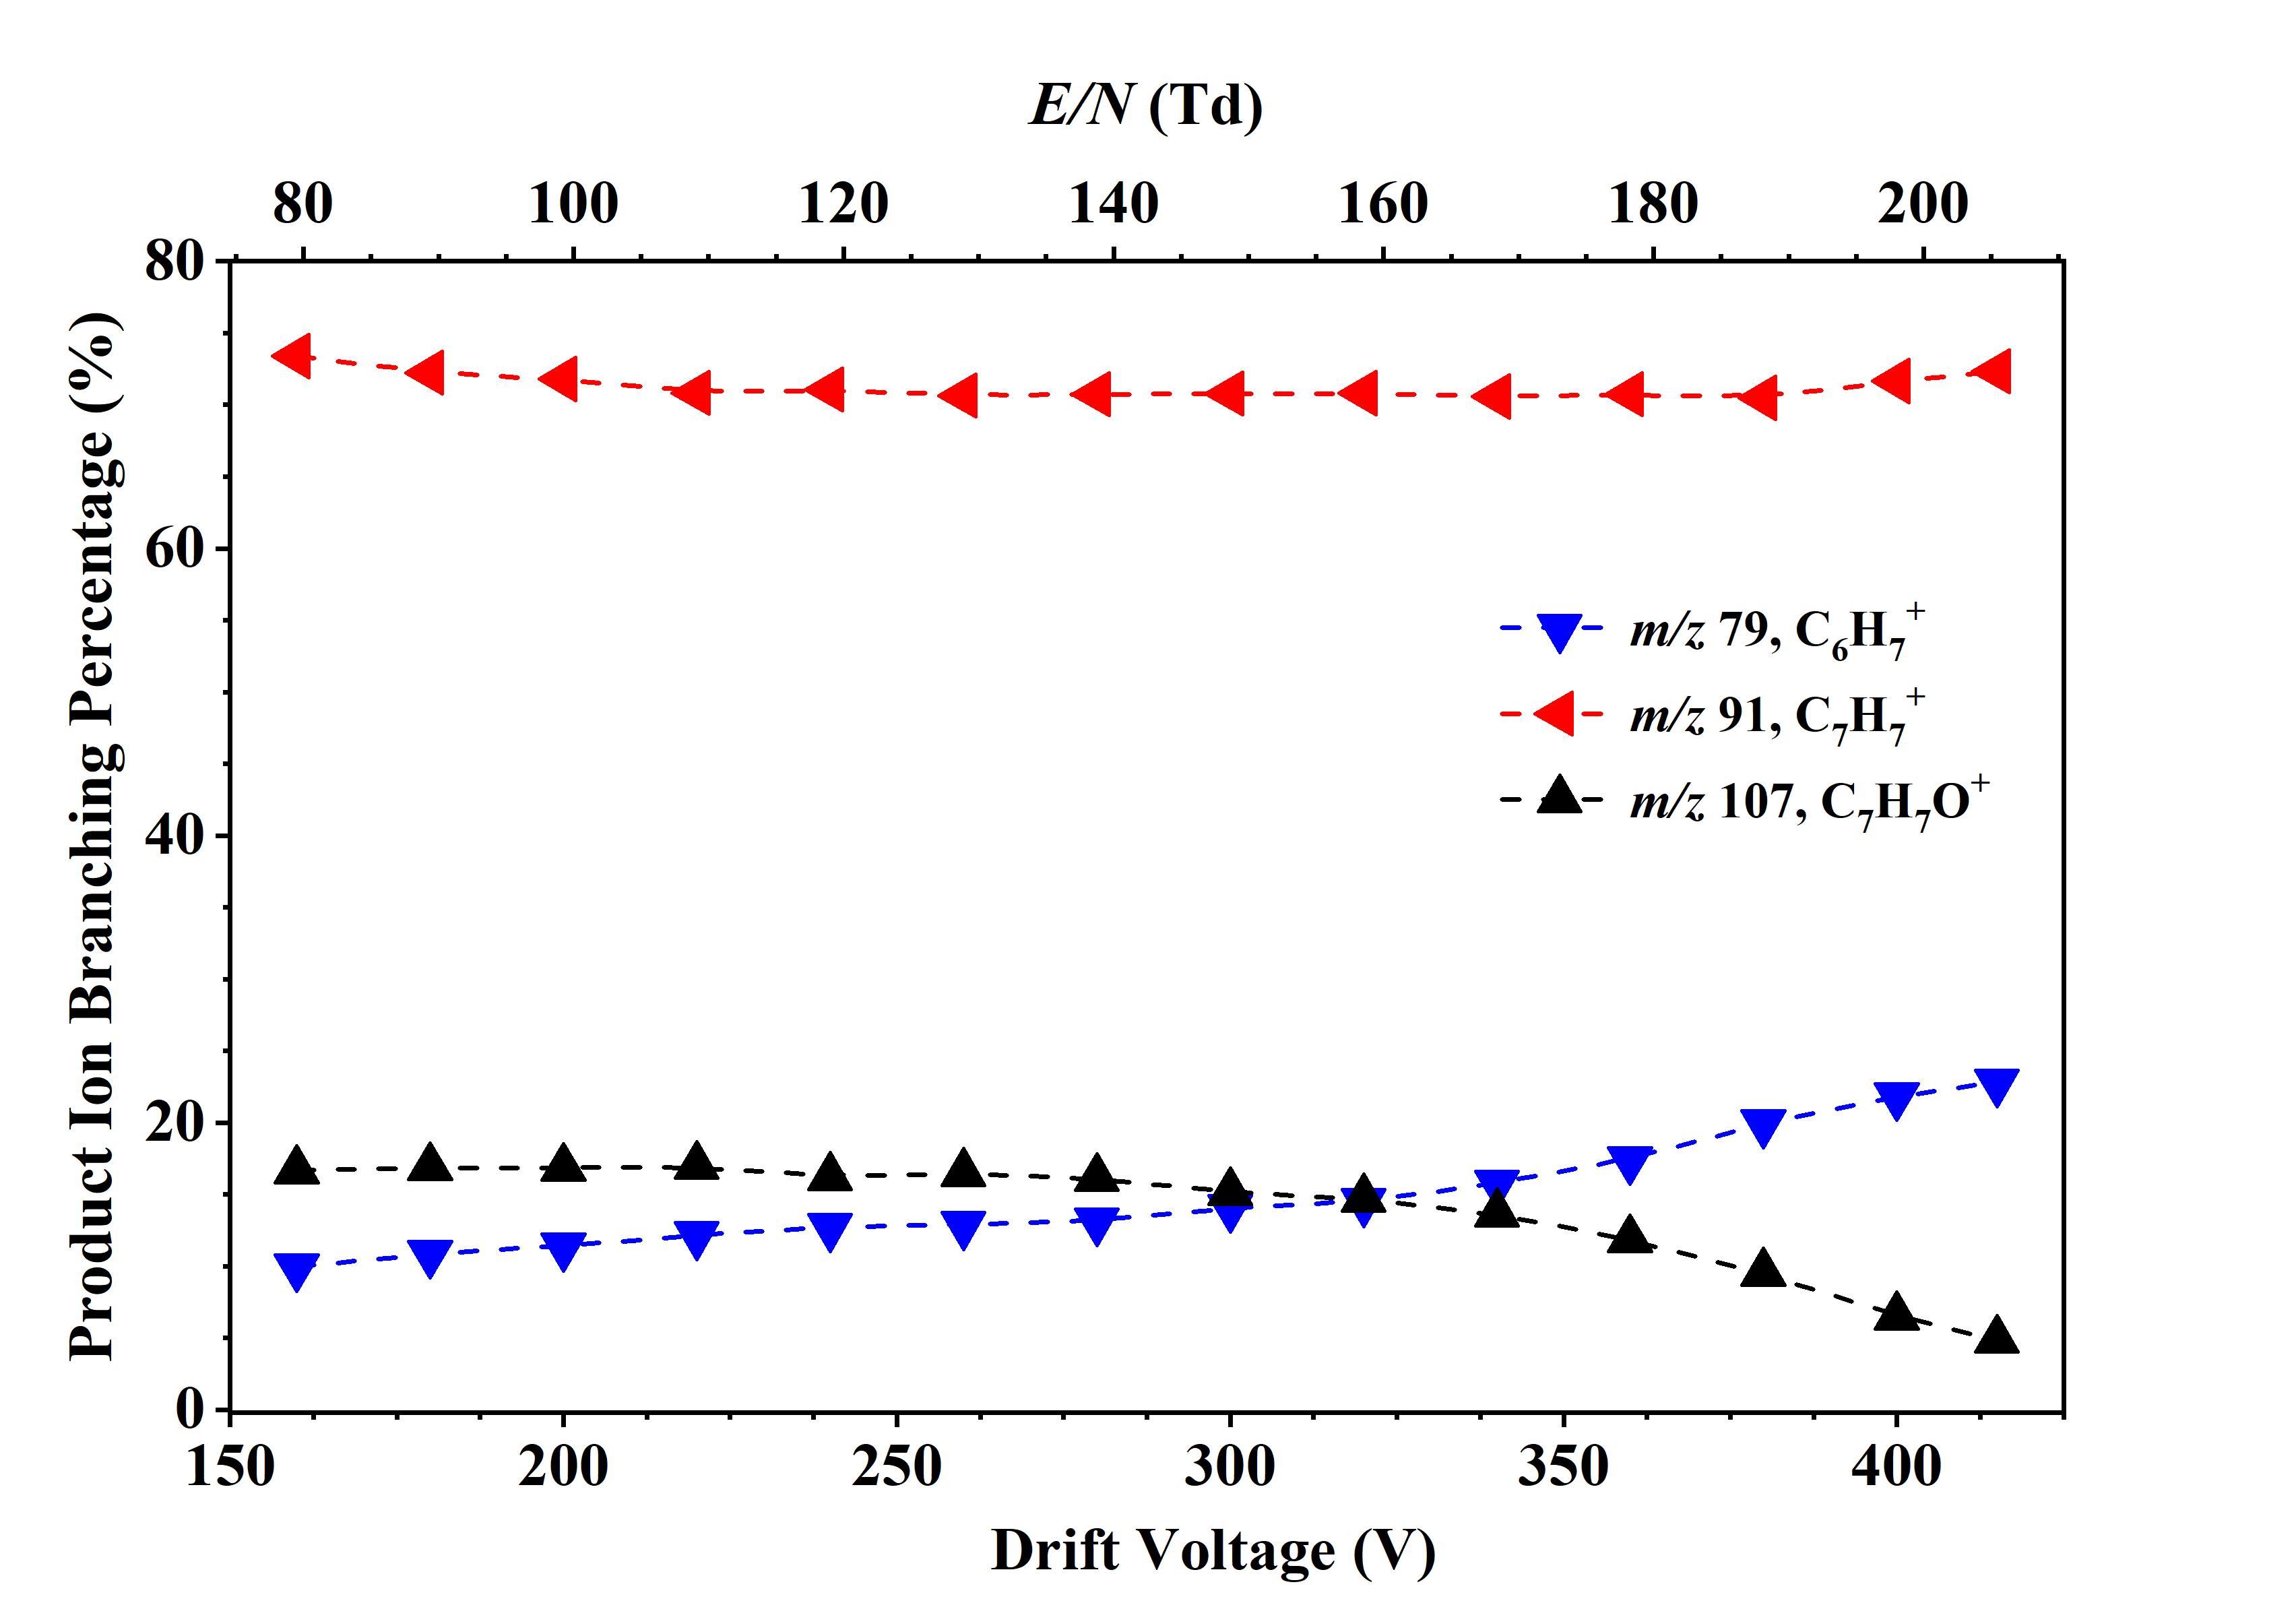 E/N (Td)
80 100 120 140 160 180 200
Product Ion Branching Percentage (%)
80
60
40
20
0
m/z 79, C₆H₇⁺
m/z 91, C₇H₇⁺
m/z 107, C₇H₇O⁺
150 200 250 300 350 400
Drift Voltage (V)